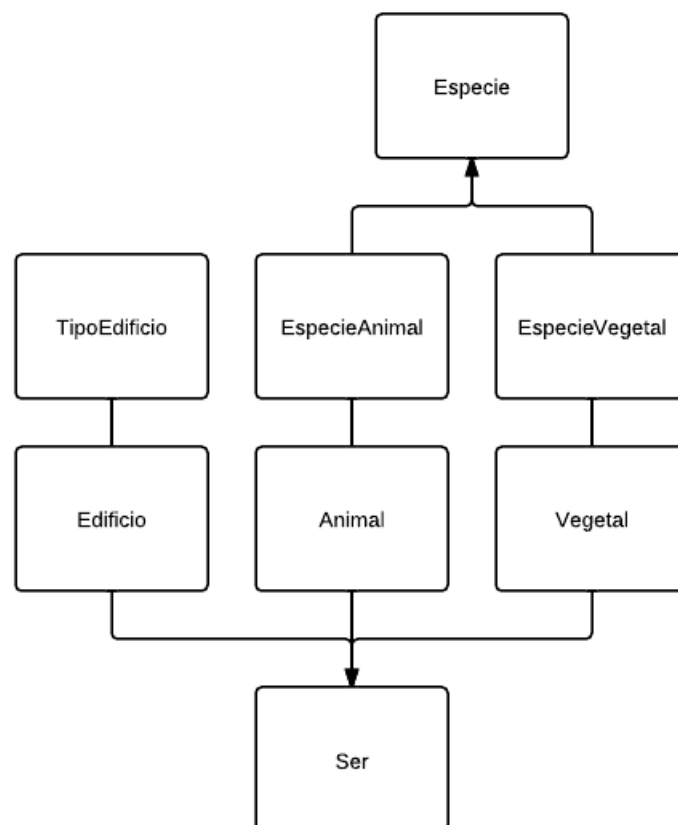 Especie
TipoEdificio
EspecieAnimal
EspecieVegetal
Edificio
Animal
Vegetal
Ser